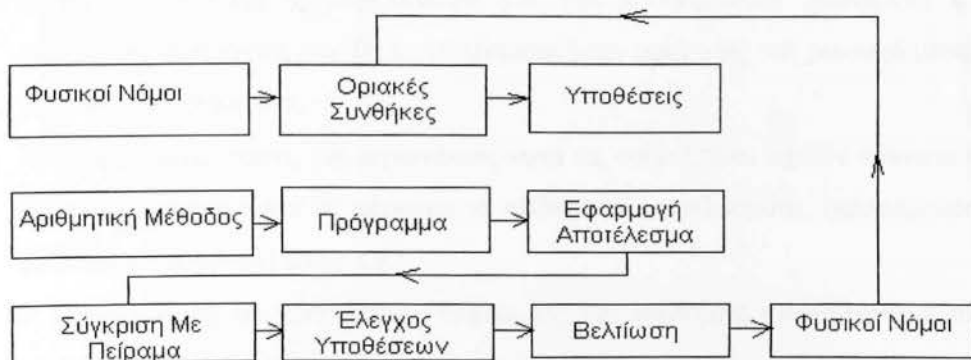 Φυσικοί Νόμοι
Οριακές
Συνθήκες
Υποθέσεις
Αριθμητική Μέθοδος
Πρόγραμμα
Εφαρμογή
Αποτέλεσμα
Σύγκριση Με
Πείραμα
Έλεγχος
Υποθέσεων
Βελτίωση
Φυσικοί Νόμοι